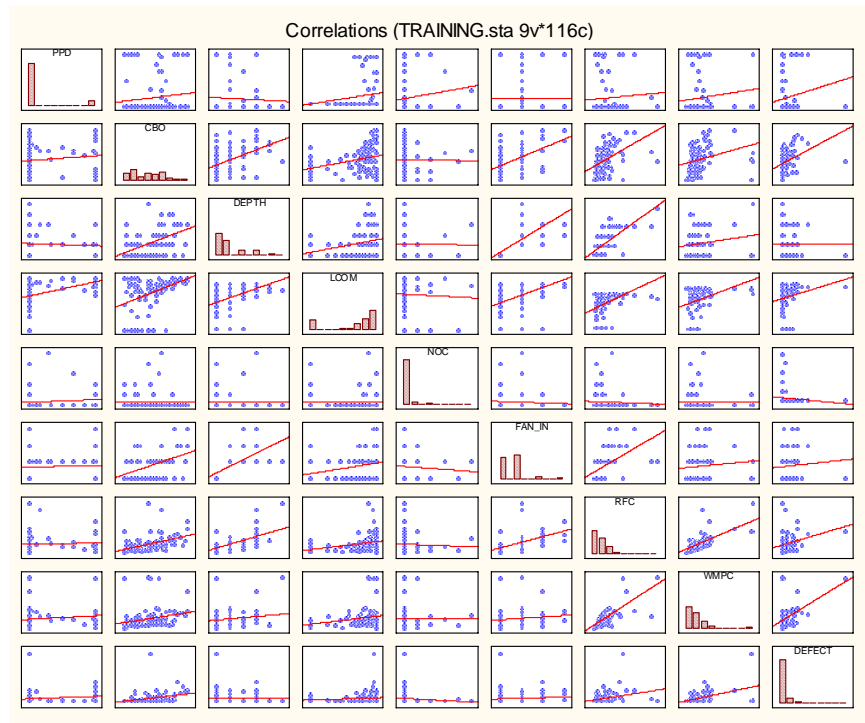 Correlations (TRAINING.sta 9v*116c)
PPD
CBO
DEPTH
LCOM
NOC
FAN_IN
RFC
WMPC
DEFECT